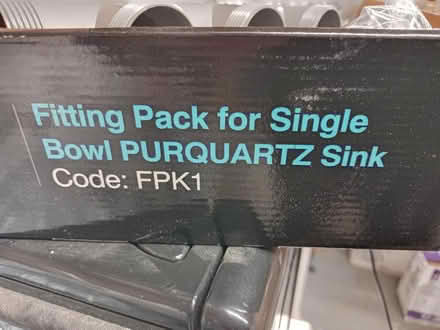 Fitting Pack for Single
Bowl PURQUARTZ Sink
Code: FPK1